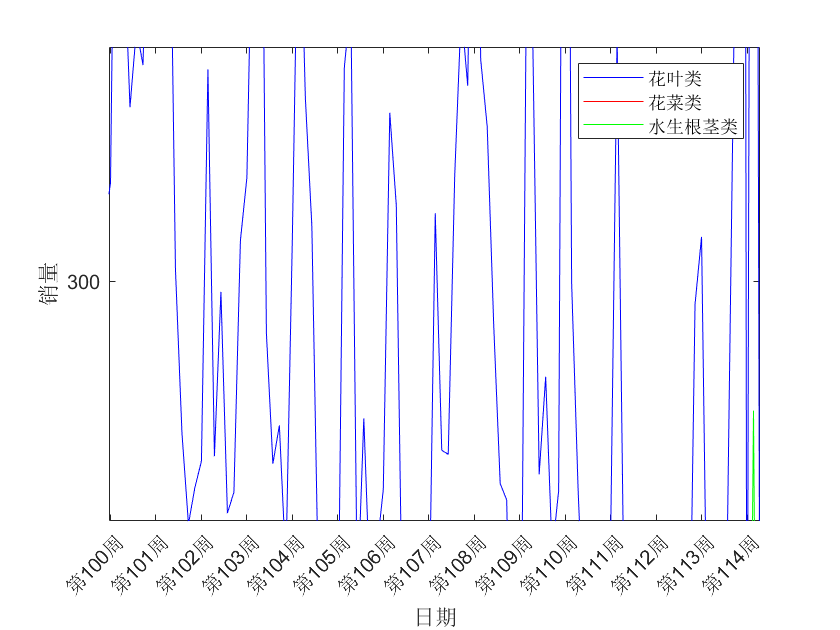 花叶类
花菜类
水生根茎类
销量
300
第100周
第101周
第102周
第103周
第104周
第105周
第106周
第107周
第108周
第109周
第110周
第111周
第112周
第113周
第114周
日期